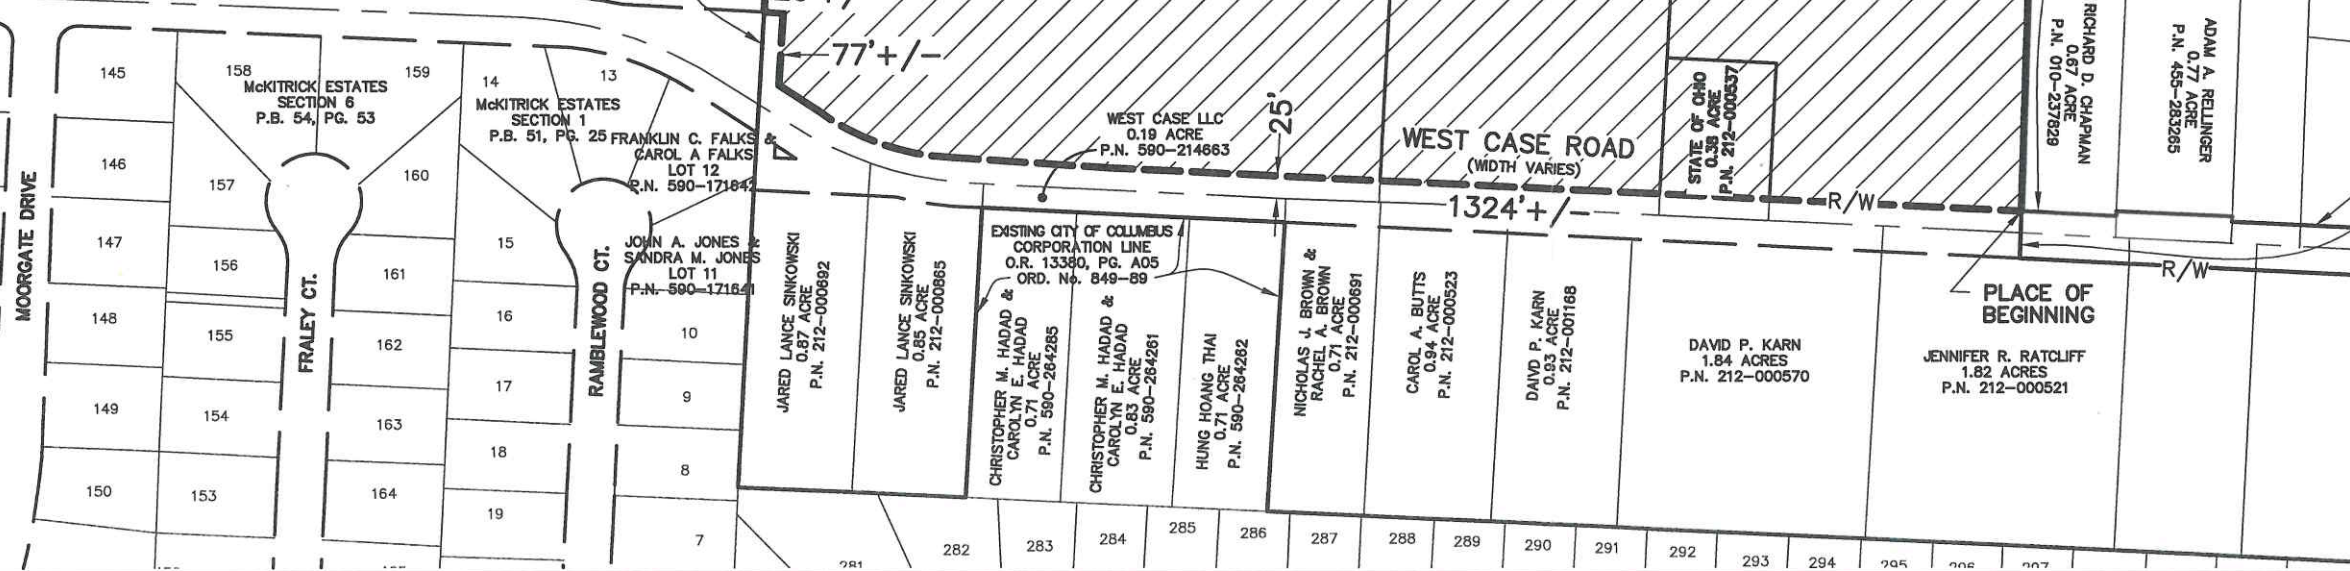 77'+/-
145
158
McKITRICK ESTATES
SECTION 6
P.B. 54, PG. 53
159
14
13
McKITRICK ESTATES
SECTION 1
P.B. 51, PG. 25
FRANKLIN C. FALKS &
CAROL A FALKS
LOT 12
P.N. 590-171642
WEST CASE LLC
0.19 ACRE
P.N. 590-214663
25'
WEST CASE ROAD
(WIDTH VARIES)
1324'+/-
STATE OF OHIO
0.38 ACRE
P.N. 212-000537
R/W
RICHARD D. CHAPMAN
0.67 ACRE
P.N. 010-237829
ADAM A. RELLINGER
0.77 ACRE
P.N. 455-283265
MOORGATE DRIVE
146
147
148
149
150
157
156
155
154
153
FRALEY CT.
160
161
162
163
164
15
16
17
18
19
RAMBLEWOOD CT.
JOHN A. JONES &
SANDRA M. JONES
LOT 11
P.N. 590-171641
10
9
8
7
JARED LANCE SINKOWSKI
0.87 ACRE
P.N. 212-000692
JARED LANCE SINKOWSKI
0.85 ACRE
P.N. 212-000865
EXISTING CITY OF COLUMBUS
CORPORATION LINE
O.R. 13380, PG. A05
ORD. No. 849-89
CHRISTOPHER M. HADAD &
CAROLYN E. HADAD
0.71 ACRE
P.N. 590-264285
CHRISTOPHER M. HADAD &
CAROLYN E. HADAD
0.83 ACRE
P.N. 590-264261
HUNG HOANG THAI
0.71 ACRE
P.N. 590-264262
NICHOLAS J. BROWN &
RACHEL A. BROWN
0.71 ACRE
P.N. 212-000691
CAROL A. BUTTS
0.94 ACRE
P.N. 212-000523
DAIVD P. KARN
0.93 ACRE
P.N. 212-001168
DAVID P. KARN
1.84 ACRES
P.N. 212-000570
R/W
PLACE OF
BEGINNING
JENNIFER R. RATCLIFF
1.82 ACRES
P.N. 212-000521
281
282
283
284
285
286
287
288
289
290
291
292
293
294
295
296
297